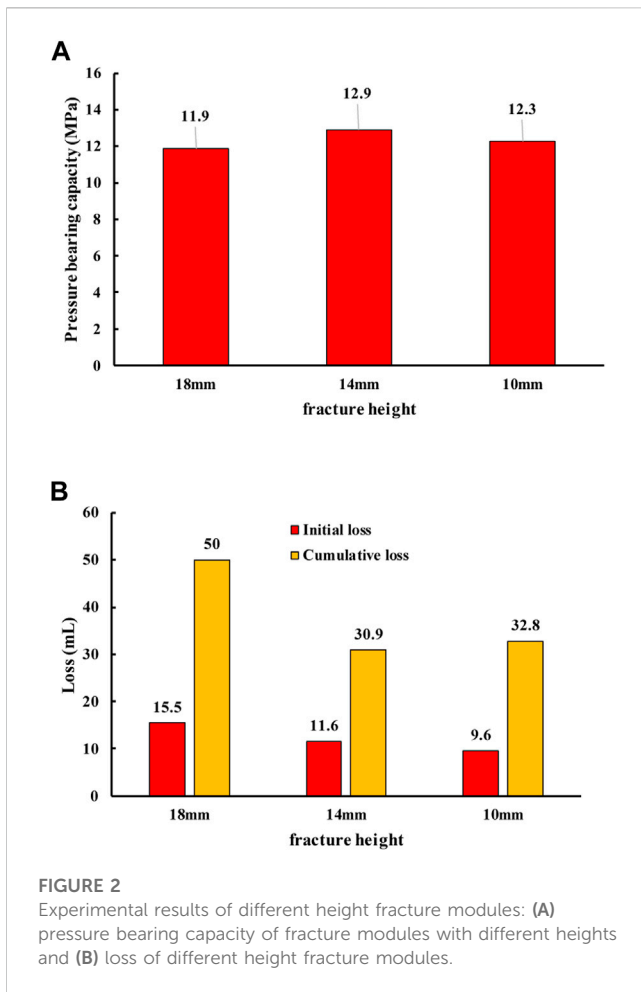 A
16
14
12
10
8
6
4
2
0
Pressure bearing capacity (MPa)
11.9
12.9
12.3
18mm 14mm 10mm
fracture height
B
60
50
40
30
20
10
0
Loss (mL)
Initial loss
Cumulative loss
15.5
50
11.6
30.9
9.6
32.8
18mm 14mm 10mm
fracture height
FIGURE 2
Experimental results of different height fracture modules: (A)
pressure bearing capacity of fracture modules with different heights
and (B) loss of different height fracture modules.